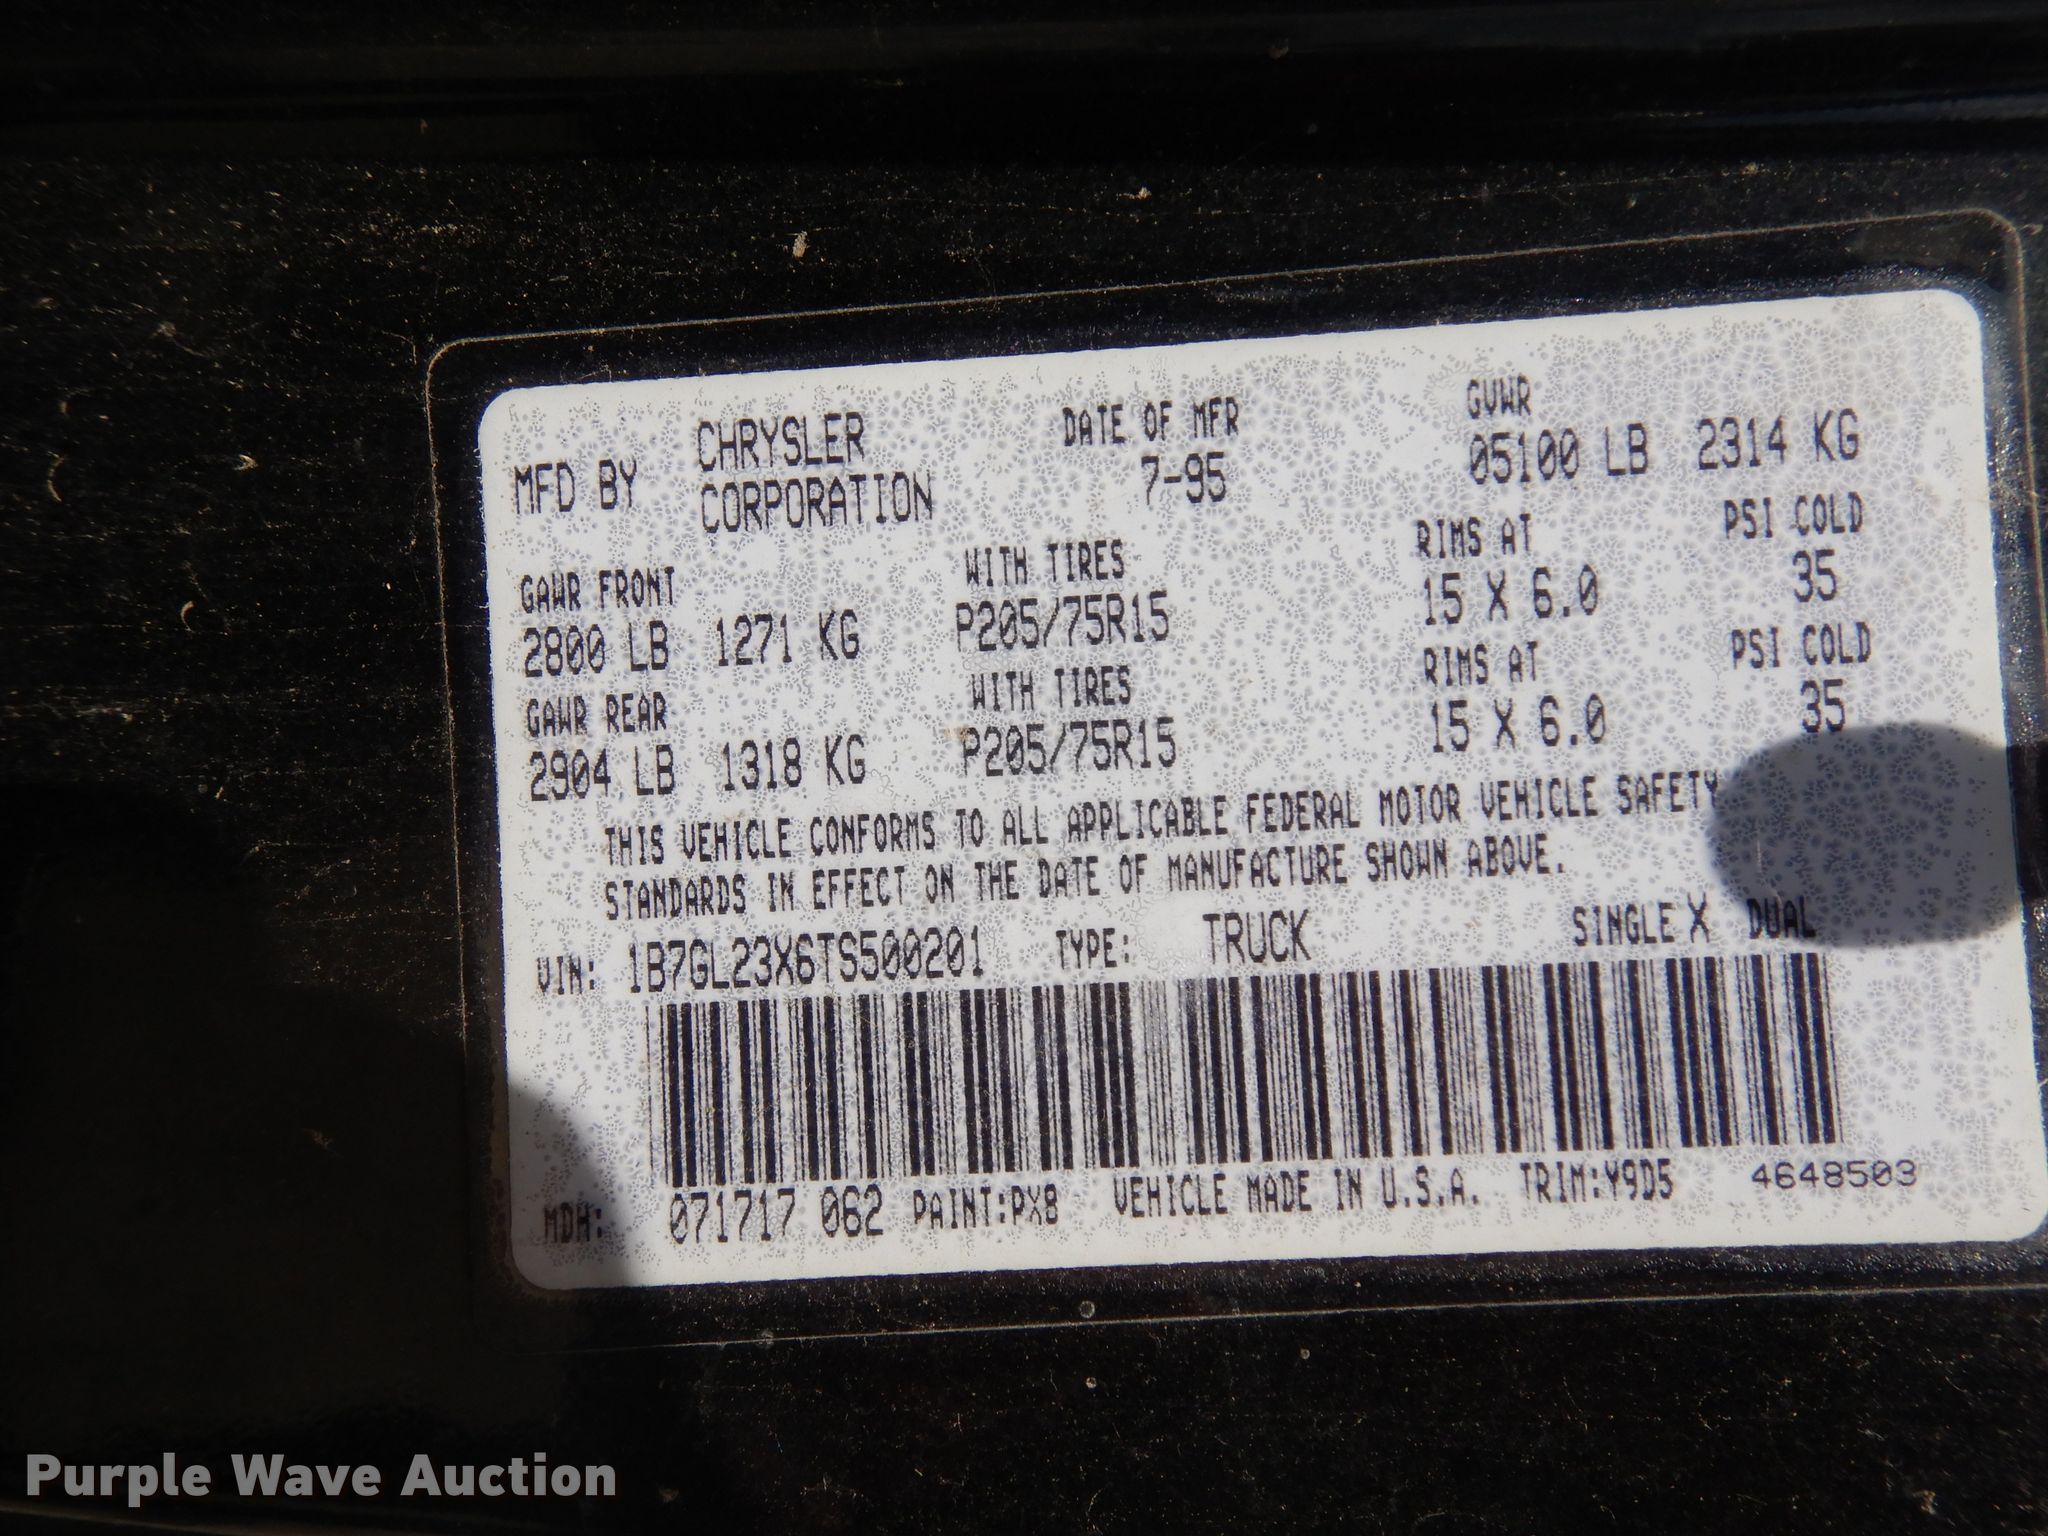 MFD BY CHRYSLER CORPORATION DATE OF MFR 7-95 GVWR 05100 LB 2314 KG
GAWR FRONT WITH TIRES RIMS AT PSI COLD
2800 LB 1271 KG P205/75R15 15 X 6.0 35
GAWR REAR WITH TIRES RIMS AT PSI COLD
2904 LB 1318 KG P205/75R15 15 X 6.0 35
THIS VEHICLE CONFORMS TO ALL APPLICABLE FEDERAL MOTOR VEHICLE SAFETY
STANDARDS IN EFFECT ON THE DATE OF MANUFACTURE SHOWN ABOVE.
VIN: 1B7GL23X6TS500201 TYPE: TRUCK SINGLE X DUAL
MDH: 071717 062 PAINT:PX8 VEHICLE MADE IN U.S.A. TRIM:Y9D5 4648503
Purple Wave Auction